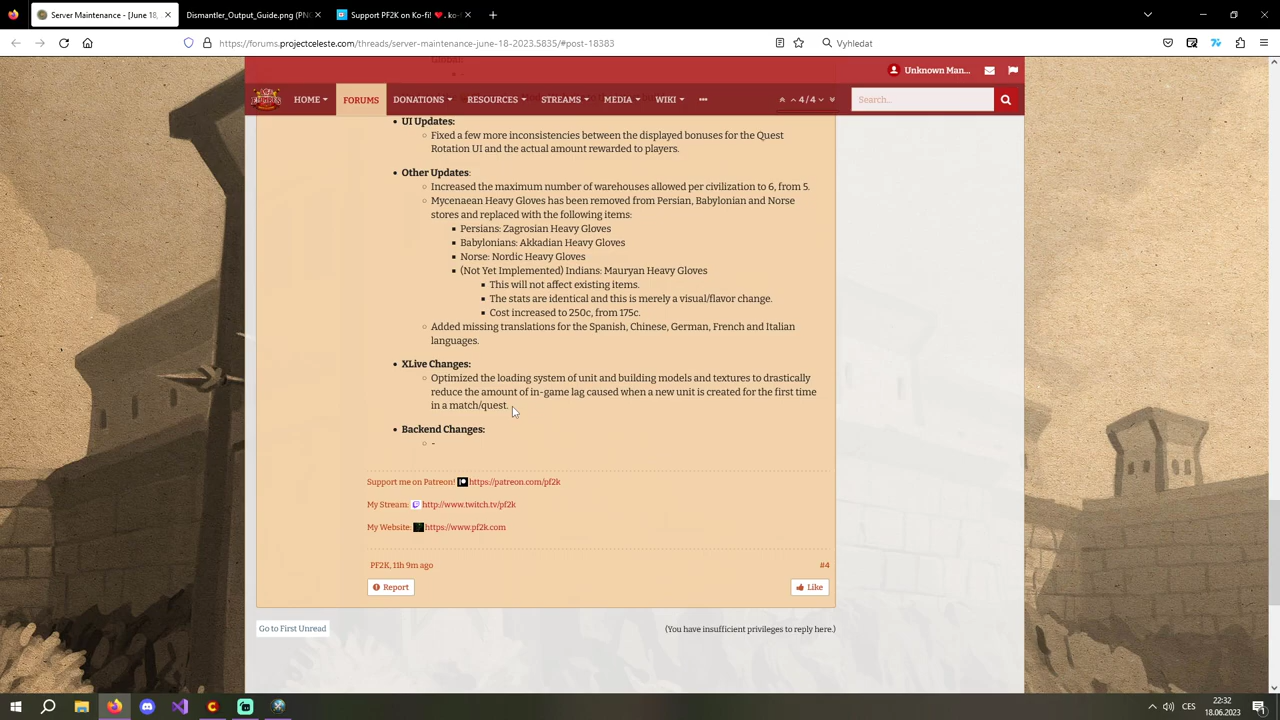 Server Maintenance - [June 18,
Dismantler_Output_Guide.png (PN
Support PF2K on Ko-fi! ❤. ko-
https://forums.projectceleste.com/threads/server-maintenance-june-18-2023.5835/#post-18383
Vyhledat
Unknown Man...
HOME
FORUMS
DONATIONS
RESOURCES
STREAMS
MEDIA
WIKI
4 / 4
Search...
• UI Updates:
Fixed a few more inconsistencies between the displayed bonuses for the Quest
Rotation UI and the actual amount rewarded to players.
• Other Updates:
Increased the maximum number of warehouses allowed per civilization to 6, from 5.
Mycenaean Heavy Gloves has been removed from Persian, Babylonian and Norse
stores and replaced with the following items:
Persians: Zagrosian Heavy Gloves
Babylonians: Akkadian Heavy Gloves
Norse: Nordic Heavy Gloves
(Not Yet Implemented) Indians: Mauryan Heavy Gloves
This will not affect existing items.
The stats are identical and this is merely a visual/flavor change.
Cost increased to 250c, from 175c.
Added missing translations for the Spanish, Chinese, German, French and Italian
languages.
• XLive Changes:
Optimized the loading system of unit and building models and textures to drastically
reduce the amount of in-game lag caused when a new unit is created for the first time
in a match/quest.
• Backend Changes:
-
Support me on Patreon! https://patreon.com/pf2k
My Stream: http://www.twitch.tv/pf2k
My Website: https://www.pf2k.com
PF2K, 11h 9m ago
#4
Report
Like
Go to First Unread
(You have insufficient privileges to reply here.)
CES
22:32
18.06.2023